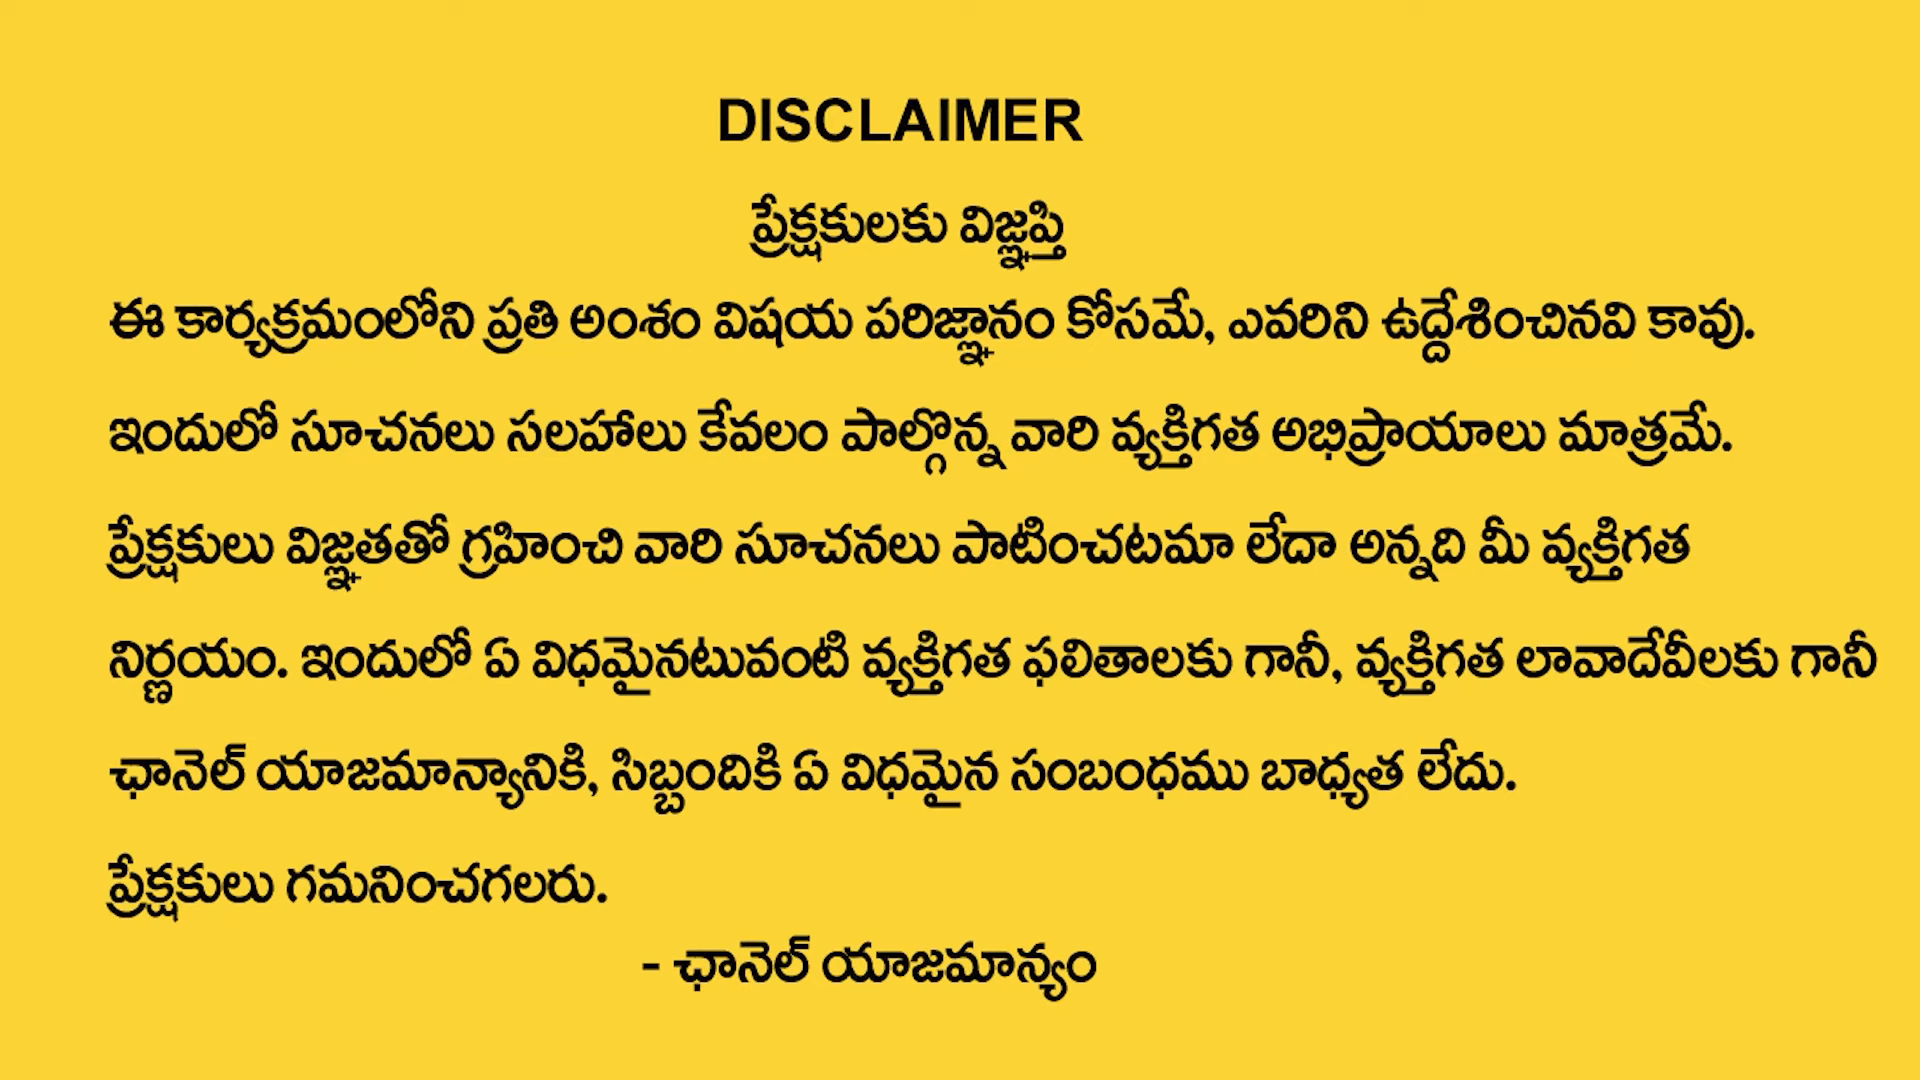 DISCLAIMER
ప్రేక్షకులకు విజ్ఞప్తి
ఈ కార్యక్రమంలోని ప్రతి అంశం విషయ పరిజ్ఞానం కోసమే, ఎవరిని ఉద్దేశించినవి కావు.
ఇందులో సూచనలు సలహాలు కేవలం పాల్గొన్న వారి వ్యక్తిగత అభిప్రాయాలు మాత్రమే.
ప్రేక్షకులు విజ్ఞతతో గ్రహించి వారి సూచనలు పాటించటమా లేదా అన్నది మీ వ్యక్తిగత
నిర్ణయం. ఇందులో ఏ విధమైనటువంటి వ్యక్తిగత ఫలితాలకు గానీ, వ్యక్తిగత లావాదేవీలకు గానీ
ఛానెల్ యాజమాన్యానికి, సిబ్బందికి ఏ విధమైన సంబంధము బాధ్యత లేదు.
ప్రేక్షకులు గమనించగలరు.
- ఛానెల్ యాజమాన్యం